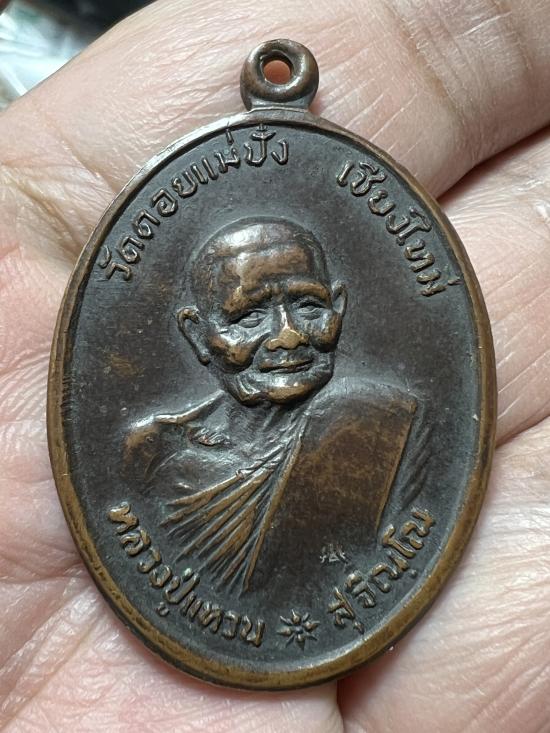 วัดดอยแม่ปั๋ง เชียงใหม่
หลวงปู่แหวน สุจิณฺโณ